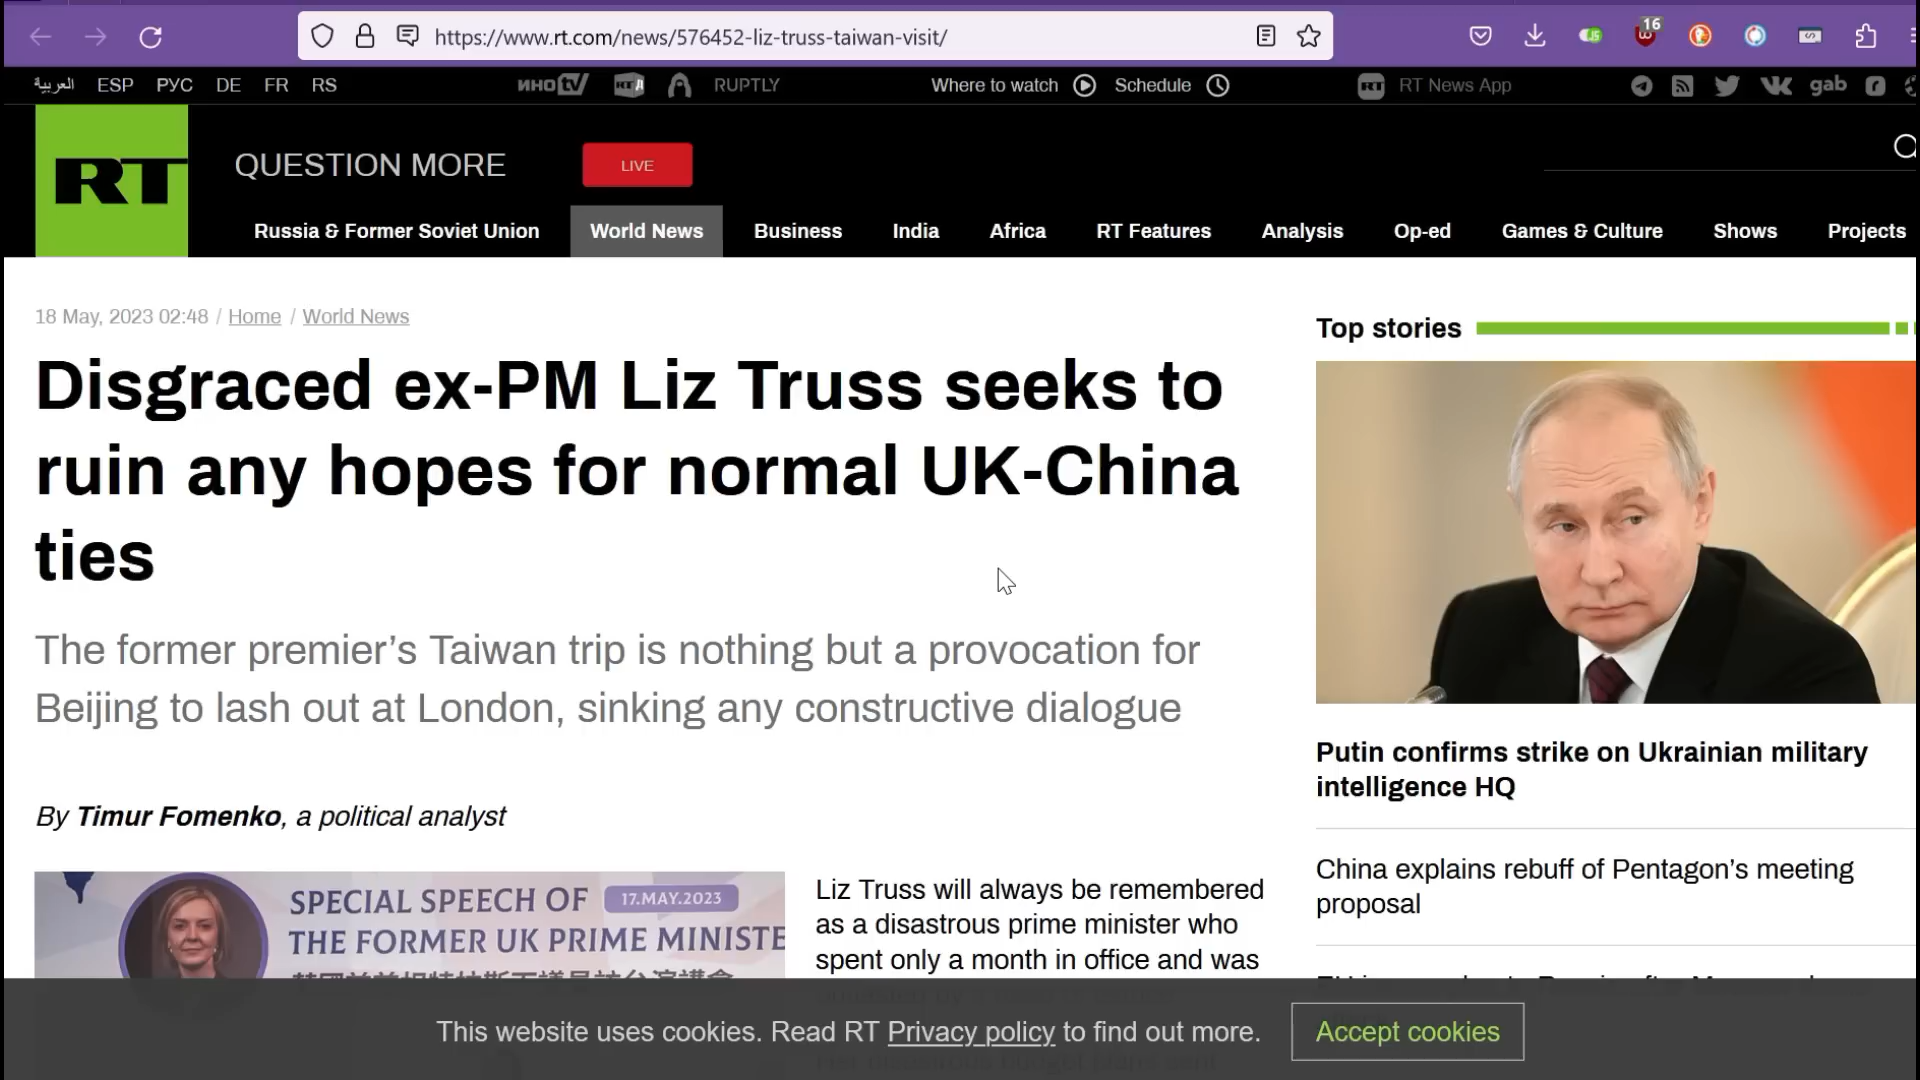 16
https://www.rt.com/news/576452-liz-truss-taiwan-visit/
العربية ESP РУС DE FR RS
ИНО TV
RUPTLY
Where to watch
Schedule
RT RT News App
gab
RT
QUESTION MORE
LIVE
Russia & Former Soviet Union World News Business India Africa RT Features Analysis Op-ed Games & Culture Shows Projects
18 May, 2023 02:48 / Home / World News
Disgraced ex-PM Liz Truss seeks to
ruin any hopes for normal UK-China
ties
The former premier’s Taiwan trip is nothing but a provocation for
Beijing to lash out at London, sinking any constructive dialogue
By Timur Fomenko, a political analyst
SPECIAL SPEECH OF 17.MAY.2023
THE FORMER UK PRIME MINISTE
Liz Truss will always be remembered
as a disastrous prime minister who
spent only a month in office and was
Top stories
Putin confirms strike on Ukrainian military
intelligence HQ
China explains rebuff of Pentagon’s meeting
proposal
This website uses cookies. Read RT Privacy policy to find out more.
Accept cookies